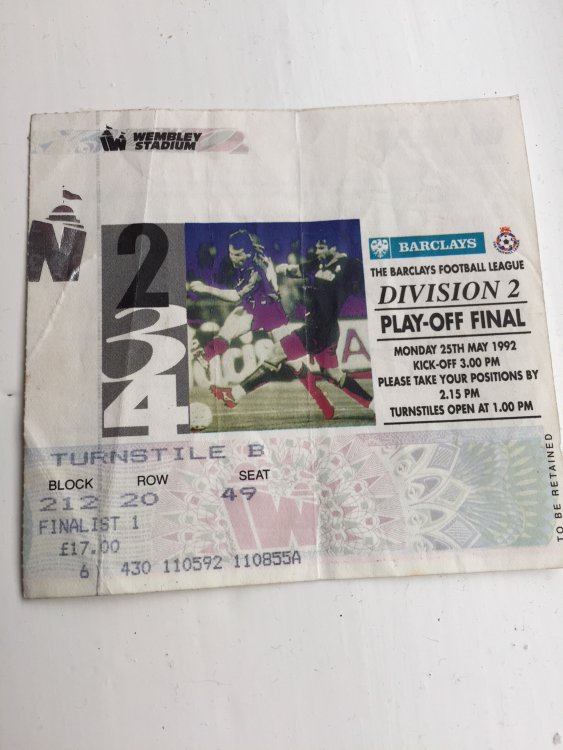 WEMBLEY
STADIUM
2
3
4
BARCLAYS
THE BARCLAYS FOOTBALL LEAGUE
DIVISION 2
PLAY-OFF FINAL
MONDAY 25TH MAY 1992
KICK-OFF 3.00 PM
PLEASE TAKE YOUR POSITIONS BY
2.15 PM
TURNSTILES OPEN AT 1.00 PM
TURNSTILE B
BLOCK ROW SEAT
212 20 49
FINALIST 1
£17.00
6 430 110592 110855A
TO BE RETAINED